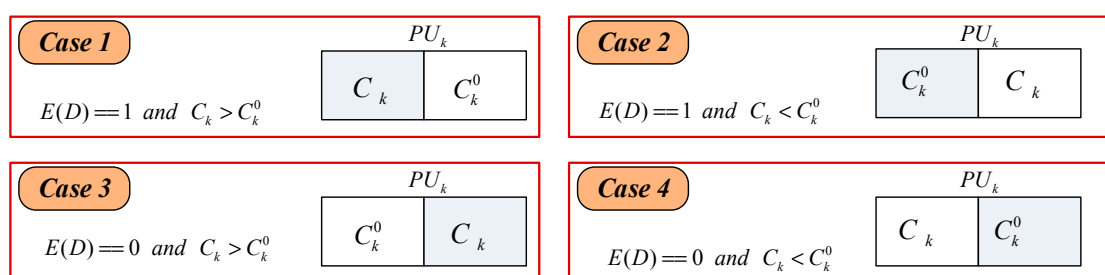 Case 1
PU_k
C_k C_k^0
E(D)==1 and C_k > C_k^0
Case 2
PU_k
C_k^0 C_k
E(D)==1 and C_k < C_k^0
Case 3
PU_k
C_k^0 C_k
E(D)==0 and C_k > C_k^0
Case 4
PU_k
C_k C_k^0
E(D)==0 and C_k < C_k^0